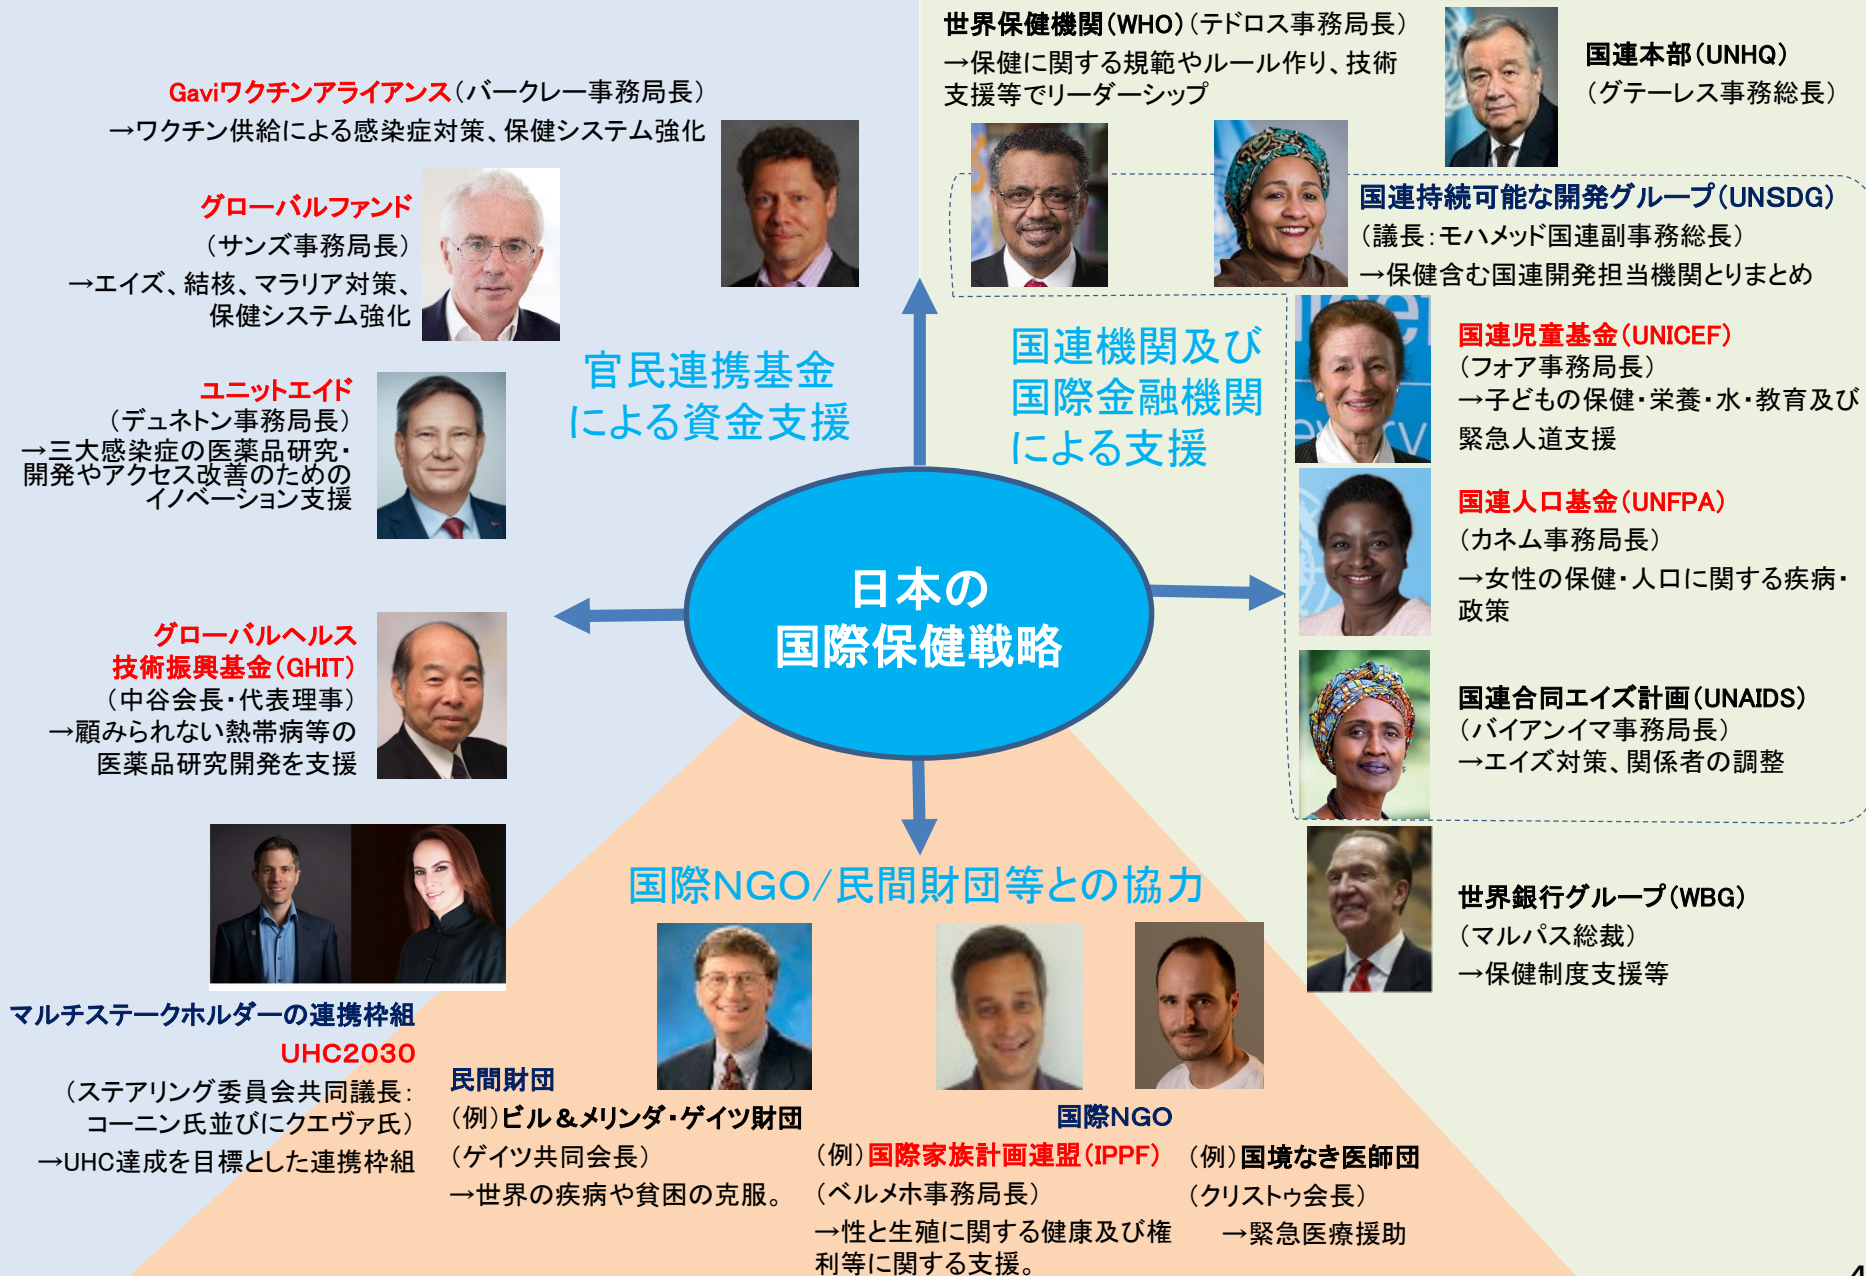 世界保健機関(WHO)(テドロス事務局長)
→保健に関する規範やルール作り、技術
支援等でリーダーシップ
国連本部(UNHQ)
(グテーレス事務総長)
Gaviワクチンアライアンス(バークレー事務局長)
→ワクチン供給による感染症対策、保健システム強化
グローバルファンド
(サンズ事務局長)
→エイズ、結核、マラリア対策、
保健システム強化
国連持続可能な開発グループ(UNSDG)
(議長:モハメッド国連副事務総長)
→保健含む国連開発担当機関とりまとめ
官民連携基金
による資金支援
国連機関及び
国際金融機関
による支援
国連児童基金(UNICEF)
(フォア事務局長)
→子どもの保健・栄養・水・教育及び
緊急人道支援
ユニットエイド
(デュネトン事務局長)
→三大感染症の医薬品研究・
開発やアクセス改善のための
イノベーション支援
国連人口基金(UNFPA)
(カネム事務局長)
→女性の保健・人口に関する疾病・
政策
日本の
国際保健戦略
グローバルヘルス
技術振興基金(GHIT)
(中谷会長・代表理事)
→顧みられない熱帯病等の
医薬品研究開発を支援
国連合同エイズ計画(UNAIDS)
(バイアンイマ事務局長)
→エイズ対策、関係者の調整
国際NGO/民間財団等との協力
世界銀行グループ(WBG)
(マルパス総裁)
→保健制度支援等
マルチステークホルダーの連携枠組
UHC2030
(ステアリング委員会共同議長:
コーニン氏並びにクエヴァ氏)
→UHC達成を目標とした連携枠組
民間財団
(例)ビル&メリンダ・ゲイツ財団
(ゲイツ共同会長)
→世界の疾病や貧困の克服。
国際NGO
(例)国際家族計画連盟(IPPF)
(ベルメホ事務局長)
→性と生殖に関する健康及び権
利等に関する支援。
(例)国境なき医師団
(クリストゥ会長)
→緊急医療援助